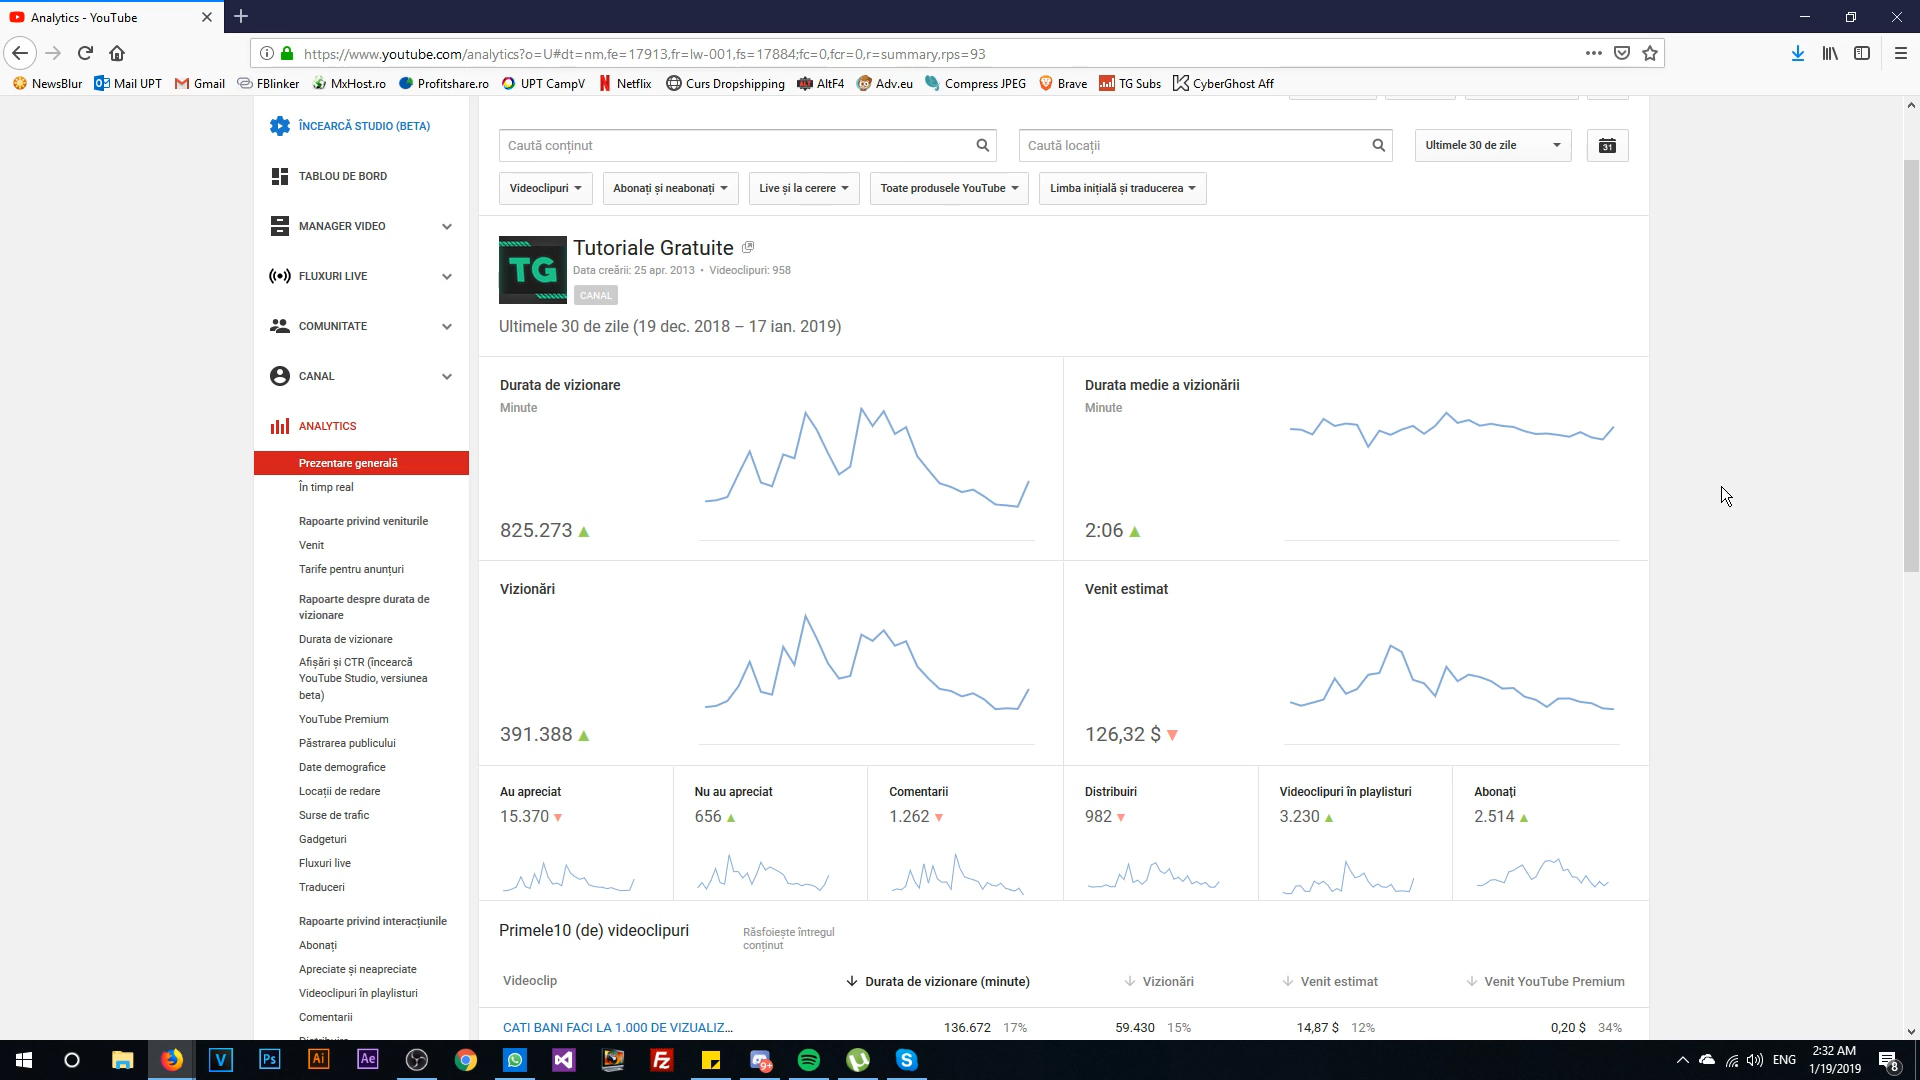 Analytics - YouTube
https://www.youtube.com/analytics?o=U#dt=nm,fe=17913,fr=lw-001,fs=17884;fc=0,fcr=0,r=summary,rps=93
NewsBlur Mail UPT Gmail FBlinker MxHost.ro Profitshare.ro UPT CampV Netflix Curs Dropshipping AltF4 Adv.eu Compress JPEG Brave TG Subs CyberGhost Aff
ÎNCEARCĂ STUDIO (BETA)
TABLOU DE BORD
MANAGER VIDEO
FLUXURI LIVE
COMUNITATE
CANAL
ANALYTICS
Prezentare generală
În timp real
Rapoarte privind veniturile
Venit
Tarife pentru anunțuri
Rapoarte despre durata de
vizionare
Durata de vizionare
Afișări și CTR (încearcă
YouTube Studio, versiunea
beta)
YouTube Premium
Păstrarea publicului
Date demografice
Locații de redare
Surse de trafic
Gadgeturi
Fluxuri live
Traduceri
Rapoarte privind interacțiunile
Abonați
Apreciate și neapreciate
Videoclipuri în playlisturi
Comentarii
Caută conținut
Caută locații
Ultimele 30 de zile
31
Videoclipuri
Abonați și neabonați
Live și la cerere
Toate produsele YouTube
Limba inițială și traducerea
TG
Tutoriale Gratuite
Data creării: 25 apr. 2013 • Videoclipuri: 958
CANAL
Ultimele 30 de zile (19 dec. 2018 – 17 ian. 2019)
Durata de vizionare
Minute
825.273
Durata medie a vizionării
Minute
2:06
Vizionări
391.388
Venit estimat
126,32 $
Au apreciat
15.370
Nu au apreciat
656
Comentarii
1.262
Distribuiri
982
Videoclipuri în playlisturi
3.230
Abonați
2.514
Primele10 (de) videoclipuri
Răsfoiește întregul
conținut
Videoclip Durata de vizionare (minute) Vizionări Venit estimat Venit YouTube Premium
CATI BANI FACI LA 1.000 DE VIZUALIZ... 136.672 17% 59.430 15% 14,87 $ 12% 0,20 $ 34%
V Ps Ai Ae Fz 9+ S
ENG
2:32 AM
1/19/2019
8